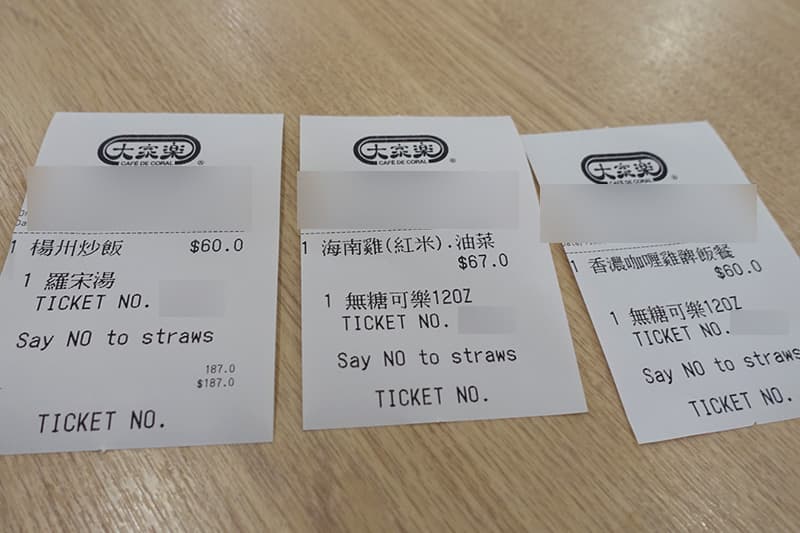 大家樂
CAFÉ DE CORAL
®
1 楊州炒飯 $60.0
1 羅宋湯
TICKET NO.
Say NO to straws
187.0
$187.0
TICKET NO.
大家樂
CAFÉ DE CORAL
®
1 海南雞(紅米).油菜
$67.0
1 無糖可樂12OZ
TICKET NO.
Say NO to straws
TICKET NO.
大家樂
CAFÉ DE CORAL
®
1 香濃咖喱雞髀飯餐
$60.0
1 無糖可樂12OZ
TICKET NO.
Say NO to straws
TICKET NO.